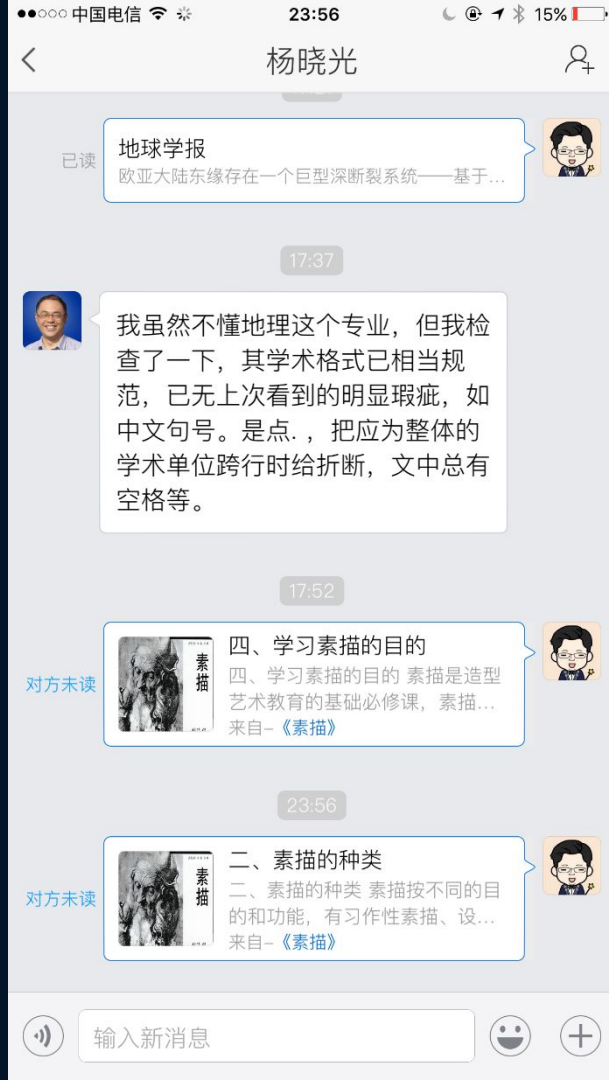 中国电信 23:56 15%
杨晓光
地球学报
已读
欧亚大陆东缘存在一个巨型深断裂系统——基于...
17:37
我虽然不懂地理这个专业，但我检
查了一下，其学术格式已相当规
范，已无上次看到的明显瑕疵，如
中文句号。是点.，把应为整体的
学术单位跨行时给折断，文中总有
空格等。
17:52
四、学习素描的目的
素描
对方未读
四、学习素描的目的 素描是造型
艺术教育的基础必修课，素描...
来自-《素描》
23:56
二、素描的种类
素描
对方未读
二、素描的种类 素描按不同的目
的和功能，有习作性素描、设...
来自-《素描》
输入新消息